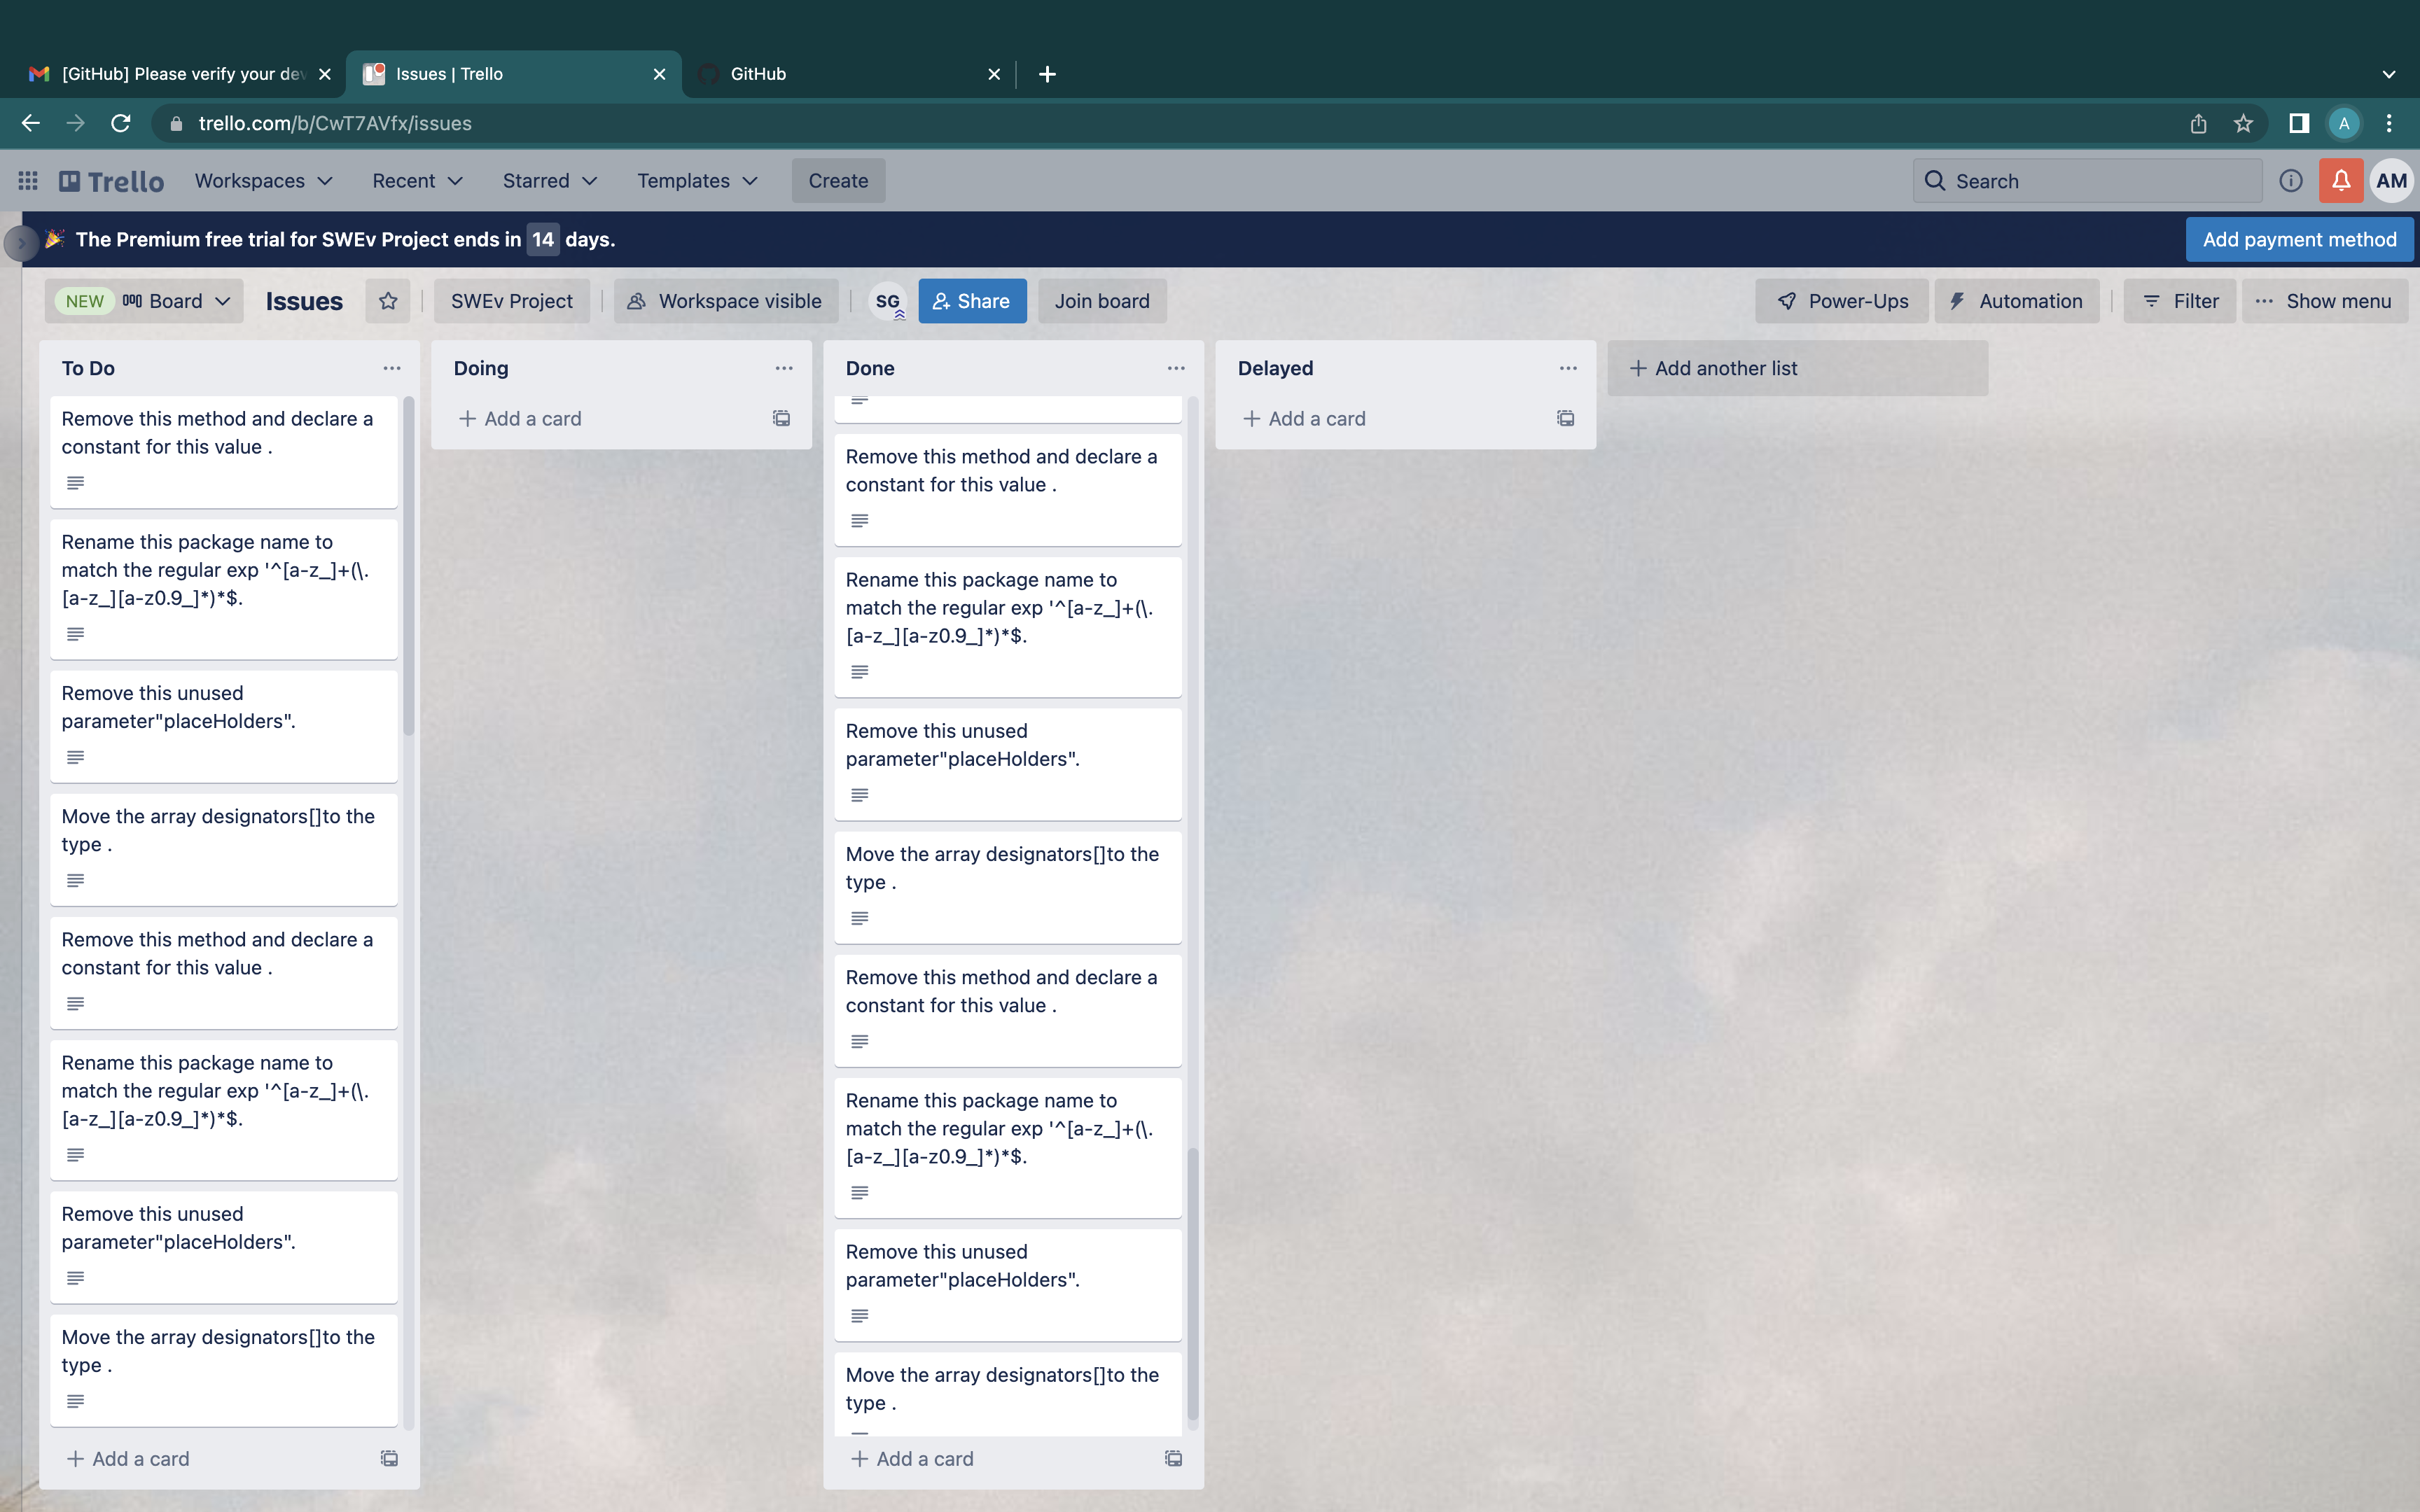 [GitHub] Please verify your dev
Issues | Trello
GitHub
trello.com/b/CwT7AVfx/issues
A
Trello
Workspaces
Recent
Starred
Templates
Create
Search
AM
The Premium free trial for SWEv Project ends in 14 days.
Add payment method
NEW
Board
Issues
SWEv Project
Workspace visible
SG
Share
Join board
Power-Ups
Automation
Filter
Show menu
To Do
Remove this method and declare a
constant for this value .
Rename this package name to
match the regular exp '^[a-z_]+(\.
[a-z_][a-z0.9_]*)*$.
Remove this unused
parameter"placeHolders".
Move the array designators[]to the
type .
Remove this method and declare a
constant for this value .
Rename this package name to
match the regular exp '^[a-z_]+(\.
[a-z_][a-z0.9_]*)*$.
Remove this unused
parameter"placeHolders".
Move the array designators[]to the
type .
+ Add a card
Doing
+ Add a card
Done
Remove this method and declare a
constant for this value .
Rename this package name to
match the regular exp '^[a-z_]+(\.
[a-z_][a-z0.9_]*)*$.
Remove this unused
parameter"placeHolders".
Move the array designators[]to the
type .
Remove this method and declare a
constant for this value .
Rename this package name to
match the regular exp '^[a-z_]+(\.
[a-z_][a-z0.9_]*)*$.
Remove this unused
parameter"placeHolders".
Move the array designators[]to the
type .
+ Add a card
Delayed
+ Add a card
+ Add another list